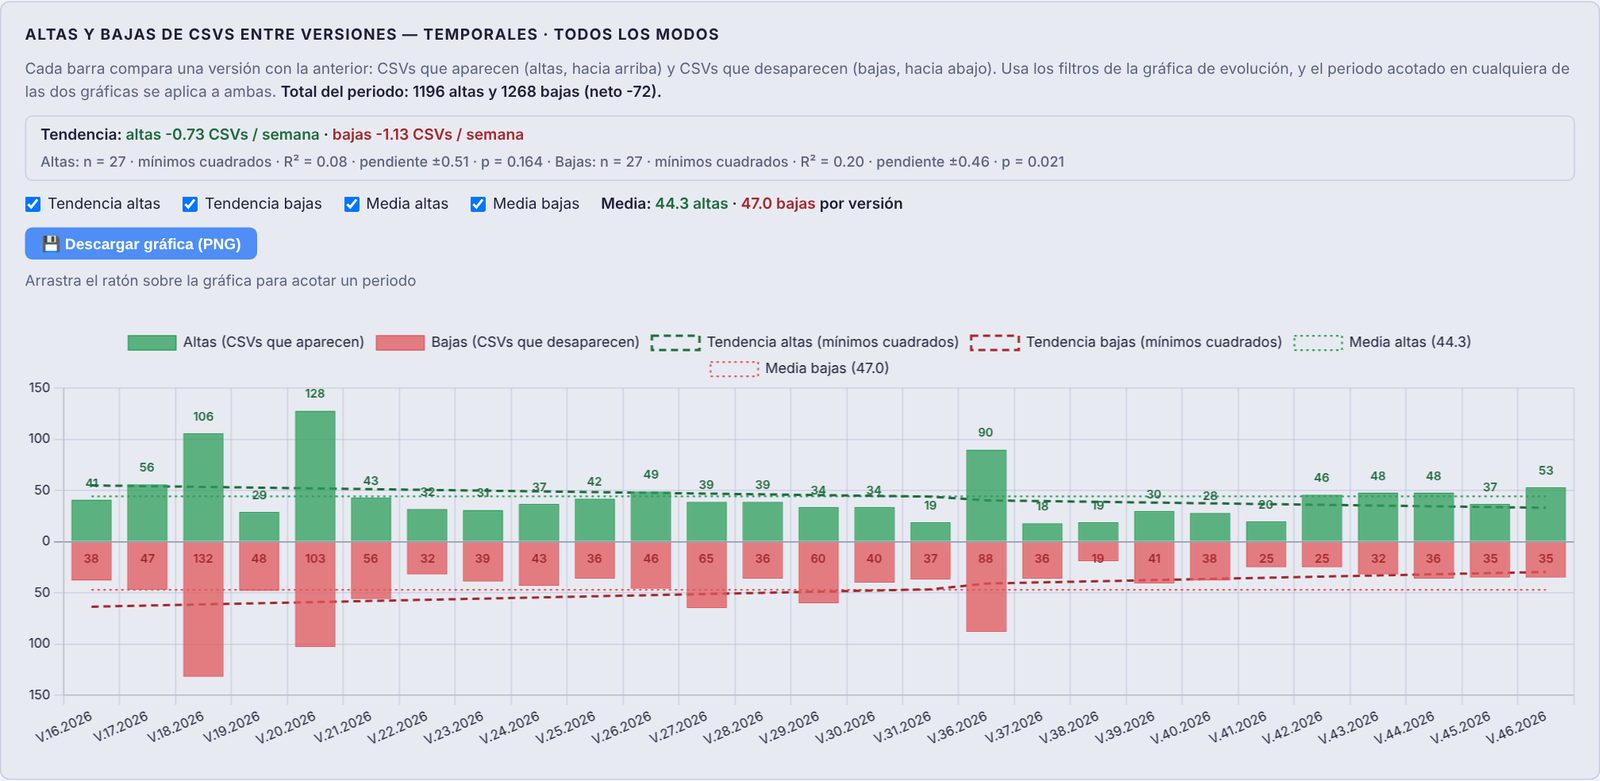 ALTAS Y BAJAS DE CSVS ENTRE VERSIONES — TEMPORALES · TODOS LOS MODOS
Cada barra compara una versión con la anterior: CSVs que aparecen (altas, hacia arriba) y CSVs que desaparecen (bajas, hacia abajo). Usa los filtros de la gráfica de evolución, y el periodo acotado en cualquiera de
las dos gráficas se aplica a ambas. Total del periodo: 1196 altas y 1268 bajas (neto -72).
Tendencia: altas -0.73 CSVs / semana · bajas -1.13 CSVs / semana
Altas: n = 27 · mínimos cuadrados · R² = 0.08 · pendiente ±0.51 · p = 0.164 · Bajas: n = 27 · mínimos cuadrados · R² = 0.20 · pendiente ±0.46 · p = 0.021
Tendencia altas Tendencia bajas Media altas Media bajas Media: 44.3 altas · 47.0 bajas por versión
💾 Descargar gráfica (PNG)
Arrastra el ratón sobre la gráfica para acotar un periodo
Altas (CSVs que aparecen) Bajas (CSVs que desaparecen) Tendencia altas (mínimos cuadrados) Tendencia bajas (mínimos cuadrados) Media altas (44.3)
Media bajas (47.0)
150
100
50
0
50
100
150
41 56 106 29 128 43 32 31 37 42 49 39 39 34 34 19 90 18 19 30 28 20 46 48 48 37 53
38 47 132 48 103 56 32 39 43 36 46 65 36 60 40 37 88 36 19 41 38 25 25 32 36 35 35
V.16.2026 V.17.2026 V.18.2026 V.19.2026 V.20.2026 V.21.2026 V.22.2026 V.23.2026 V.24.2026 V.25.2026 V.26.2026 V.27.2026 V.28.2026 V.29.2026 V.30.2026 V.31.2026 V.36.2026 V.37.2026 V.38.2026 V.39.2026 V.40.2026 V.41.2026 V.42.2026 V.43.2026 V.44.2026 V.45.2026 V.46.2026